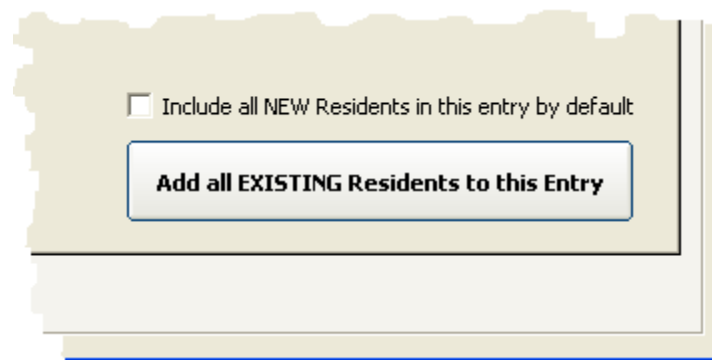 Include all NEW Residents in this entry by default
Add all EXISTING Residents to this Entry